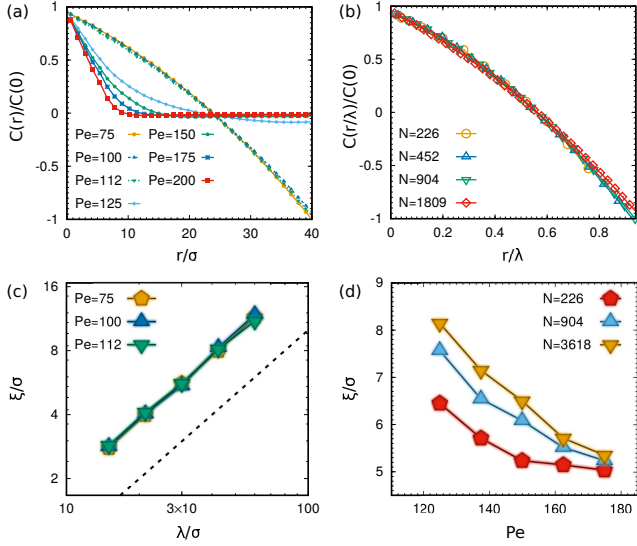 (a)
C(r)/C(0)
1
0.5
0
-0.5
-1
Pe=75
Pe=100
Pe=112
Pe=125
Pe=150
Pe=175
Pe=200
0 10 20 30 40
r/σ
(b)
C(r/λ)/C(0)
1
0.5
0
-0.5
-1
N=226
N=452
N=904
N=1809
0 0.2 0.4 0.6 0.8
r/λ
(c)
ξ/σ
16
8
4
2
Pe=75
Pe=100
Pe=112
10 3×10 100
λ/σ
(d)
ξ/σ
9
8
7
6
5
N=226
N=904
N=3618
120 140 160 180
Pe